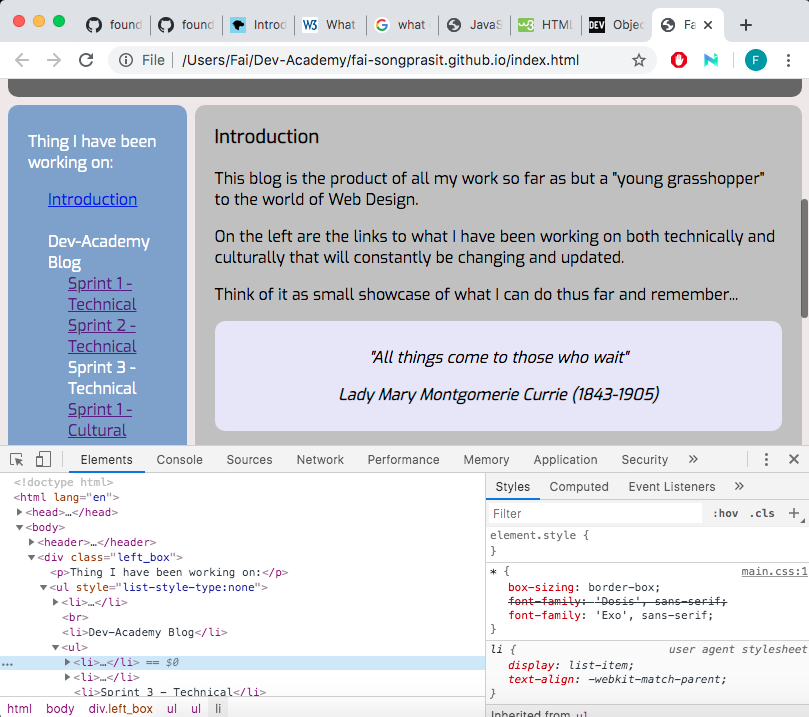 found
found
Introd
W3 What
G what
JavaS
w3 HTML
DEV Objec
Fa
File /Users/Fai/Dev-Academy/fai-songprasit.github.io/index.html
F
Thing I have been
working on:
Introduction
Dev-Academy
Blog
Sprint 1 -
Technical
Sprint 2 -
Technical
Sprint 3 -
Technical
Sprint 1 -
Cultural
Introduction
This blog is the product of all my work so far as but a "young grasshopper"
to the world of Web Design.
On the left are the links to what I have been working on both technically and
culturally that will constantly be changing and updated.
Think of it as small showcase of what I can do thus far and remember...
"All things come to those who wait"
Lady Mary Montgomerie Currie (1843-1905)
Elements Console Sources Network Performance Memory Application Security »
<!doctype html>
<html lang="en">
<head>…</head>
<body>
<header>…</header>
<div class="left_box">
<p>Thing I have been working on:</p>
<ul style="list-style-type:none">
<li>…</li>
<br>
<li>Dev-Academy Blog</li>
<ul>
... <li>…</li> == $0
<li>…</li>
<li>Sprint 3 - Technical</li>
html body div.left_box ul ul li
Styles Computed Event Listeners »
Filter :hov .cls +
element.style {
}
* { main.css:1
box-sizing: border-box;
font-family: 'Dosis', sans-serif;
font-family: 'Exo', sans-serif;
}
li { user agent stylesheet
display: list-item;
text-align: -webkit-match-parent;
}
Inherited from ul